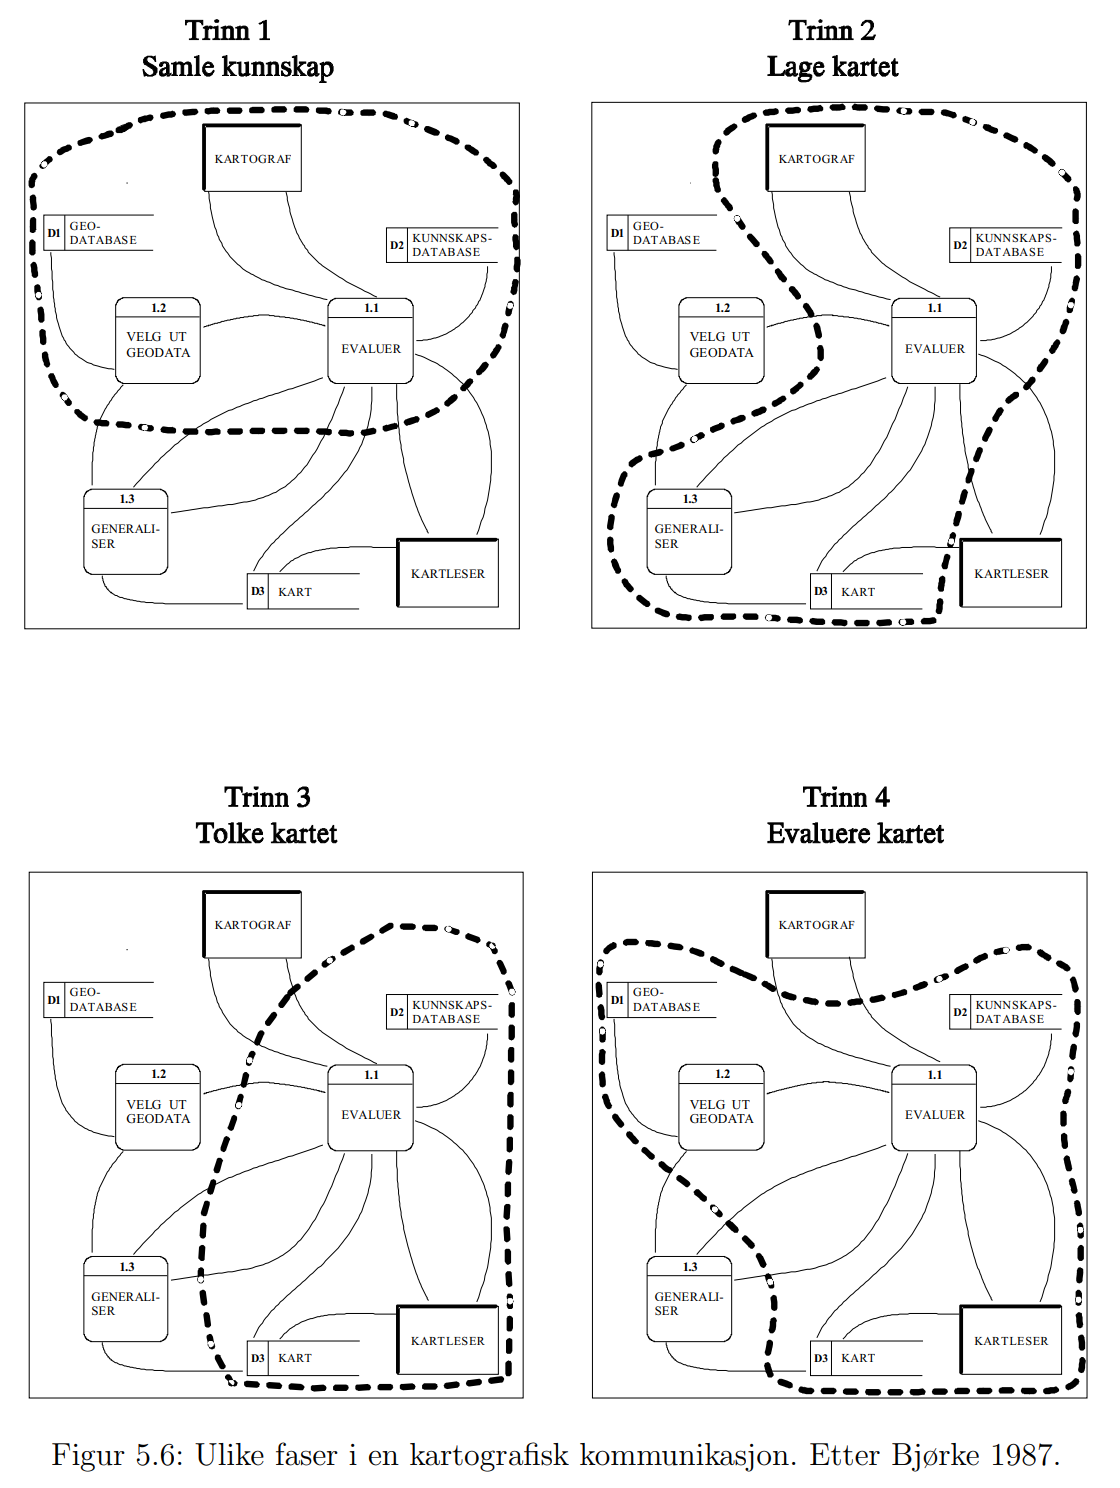 Trinn 1
Samle kunnskap
KARTOGRAF
D1 GEO-
DATABASE
D2 KUNNSKAPS-
DATABASE
1.2
VELG UT
GEODATA
1.1
EVALUER
1.3
GENERALI-
SER
D3 KART
KARTLESER
Trinn 2
Lage kartet
KARTOGRAF
D1 GEO-
DATABASE
D2 KUNNSKAPS-
DATABASE
1.2
VELG UT
GEODATA
1.1
EVALUER
1.3
GENERALI-
SER
D3 KART
KARTLESER
Trinn 3
Tolke kartet
KARTOGRAF
D1 GEO-
DATABASE
D2 KUNNSKAPS-
DATABASE
1.2
VELG UT
GEODATA
1.1
EVALUER
1.3
GENERALI-
SER
D3 KART
KARTLESER
Trinn 4
Evaluere kartet
KARTOGRAF
D1 GEO-
DATABASE
D2 KUNNSKAPS-
DATABASE
1.2
VELG UT
GEODATA
1.1
EVALUER
1.3
GENERALI-
SER
D3 KART
KARTLESER
Figur 5.6: Ulike faser i en kartografisk kommunikasjon. Etter Bjørke 1987.